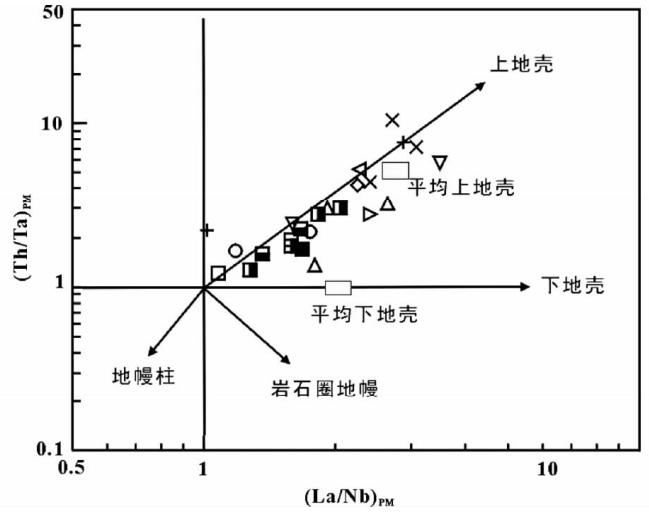 50
上地壳
10
平均上地壳
(Th/Ta)PM
1
下地壳
平均下地壳
地幔柱
岩石圈地幔
0.1
0.5
1
10
(La/Nb)PM